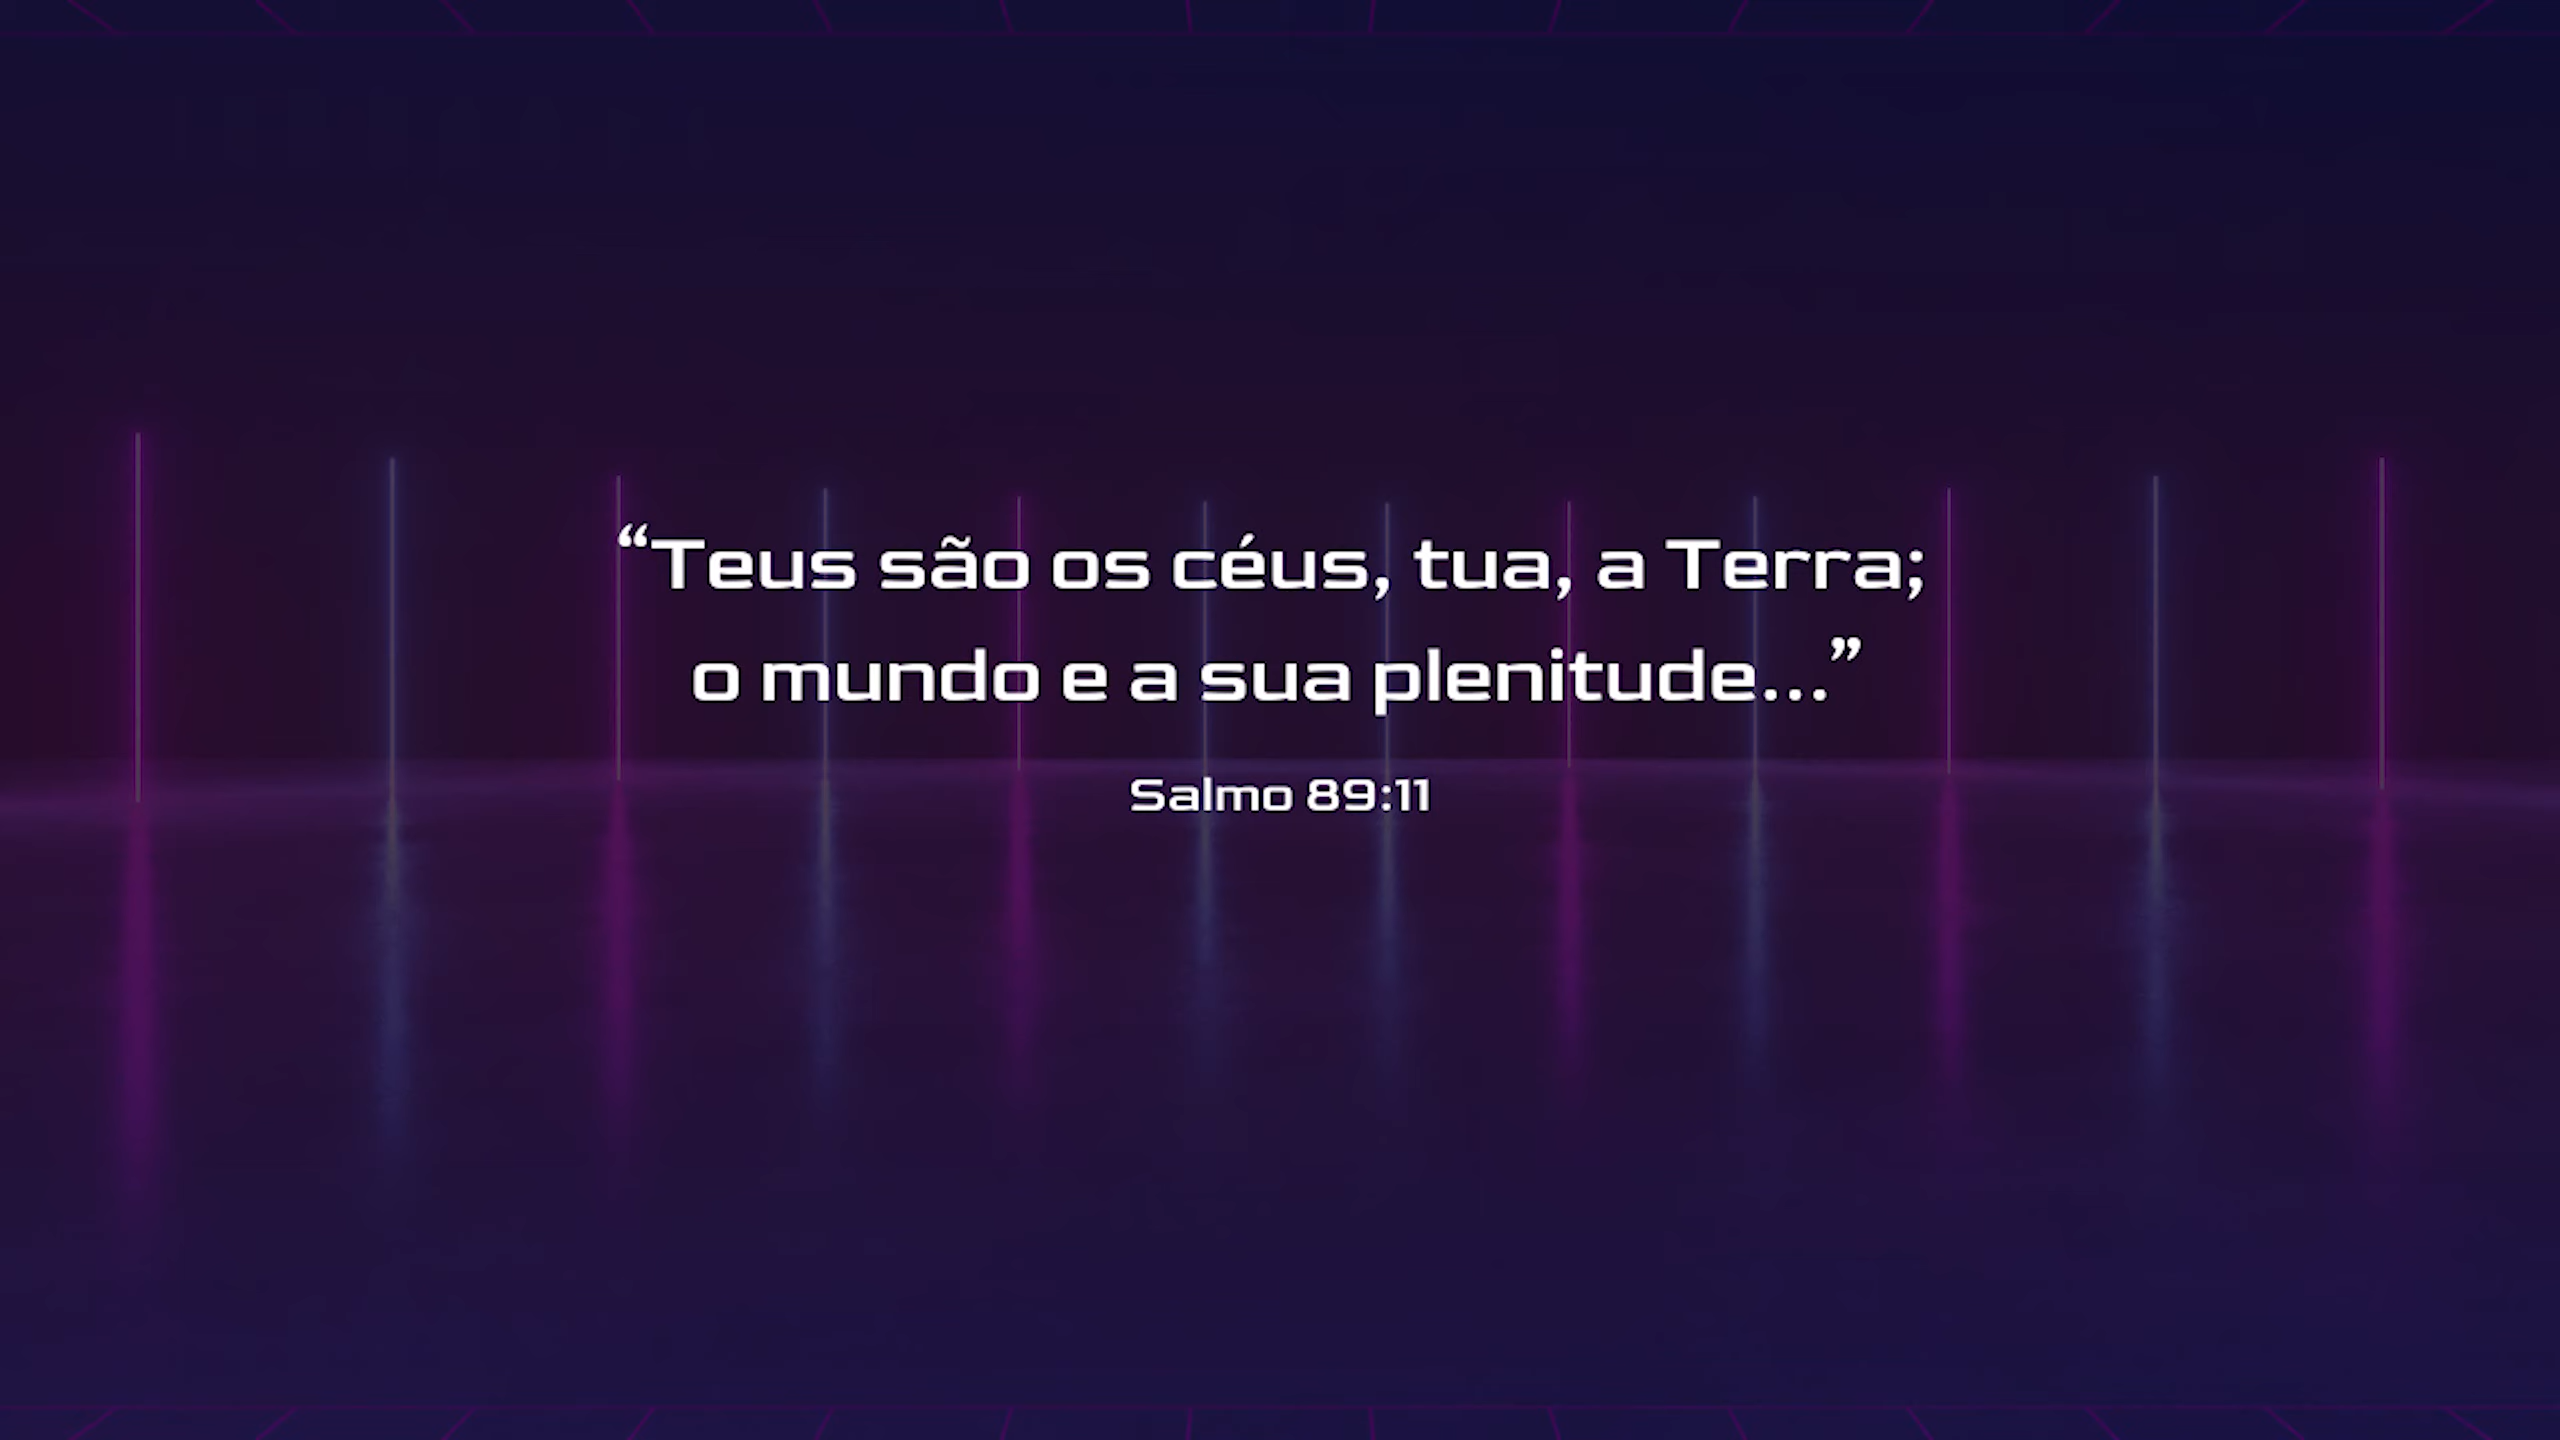 “Teus são os céus, tua, a Terra;
o mundo e a sua plenitude...”
Salmo 89:11